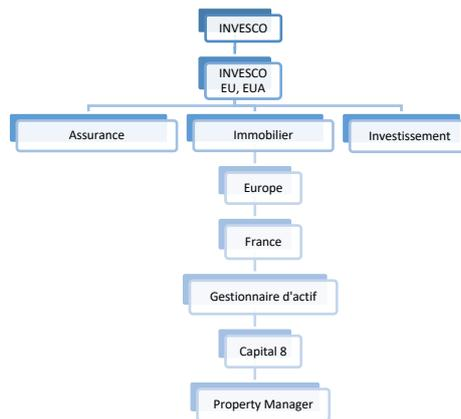 INVESCO
INVESCO
EU, EUA
Assurance
Immobilier
Investissement
Europe
France
Gestionnaire d'actif
Capital 8
Property Manager